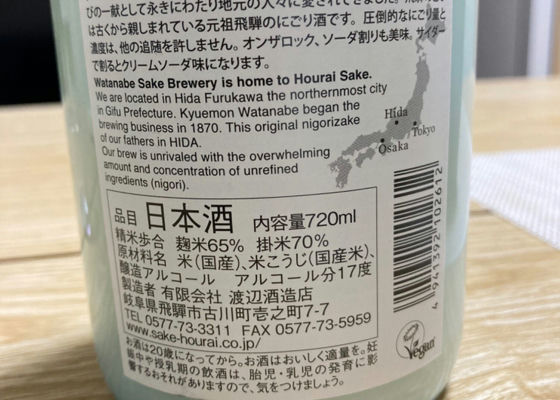 びの一献として永きにわたり地元の人々に愛されてきました。
は古くから親しまれている元祖飛騨のにごり酒です。圧倒的なにごり量と
濃度は、他の追随を許しません。オンザロック、ソーダ割りも美味。サイダー
で割るとクリームソーダ味になります。
Watanabe Sake Brewery is home to Hourai Sake.
We are located in Hida Furukawa the northernmost city
in Gifu Prefecture. Kyuemon Watanabe began the
brewing business in 1870. This original nigorizake
of our fathers in HIDA.
Our brew is unrivaled with the overwhelming
amount and concentration of unrefined
ingredients (nigori).
Hida
Tokyo
Osaka
品目 日本酒 内容量720ml
精米歩合 麹米65% 掛米70%
原材料名 米(国産)、米こうじ(国産米)、
醸造アルコール アルコール分17度
製造者 有限会社 渡辺酒造店
岐阜県飛騨市古川町壱之町7-7
TEL 0577-73-3311 FAX 0577-73-5959
www.sake-hourai.co.jp/
お酒は20歳になってから。お酒はおいしく適量を。妊
娠中や授乳期の飲酒は、胎児・乳児の発育に影
響するおそれがありますので、気をつけましょう。
4 941392 102612
Vegan